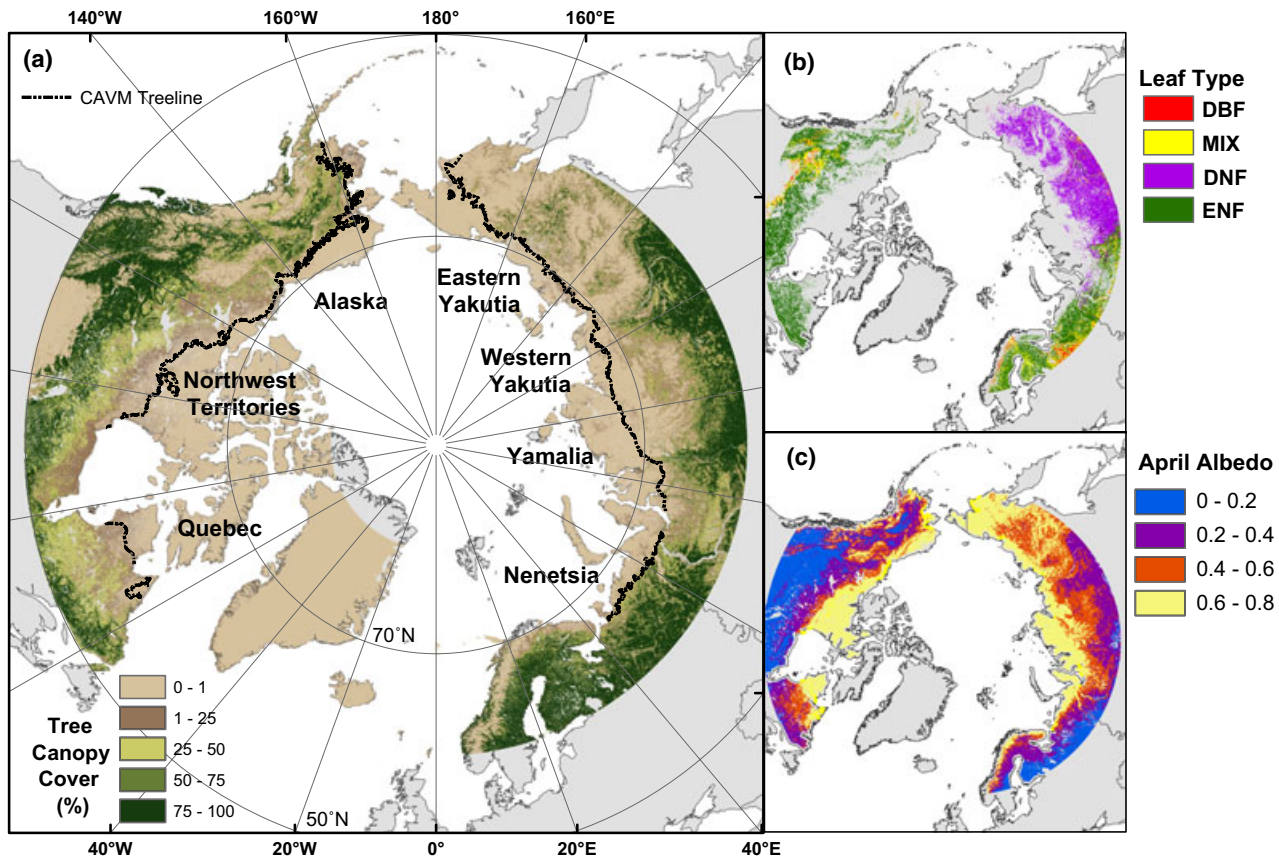 140°W 160°W 180° 160°E
(a)
CAVM Treeline
Alaska
Eastern
Yakutia
Western
Yakutia
Northwest
Territories
Yamalia
Quebec
Nenetsia
70°N
50°N
Tree
Canopy
Cover
(%)
0 - 1
1 - 25
25 - 50
50 - 75
75 - 100
40°W 20°W 0° 20°E 40°E
(b)
Leaf Type
DBF
MIX
DNF
ENF
(c)
April Albedo
0 - 0.2
0.2 - 0.4
0.4 - 0.6
0.6 - 0.8